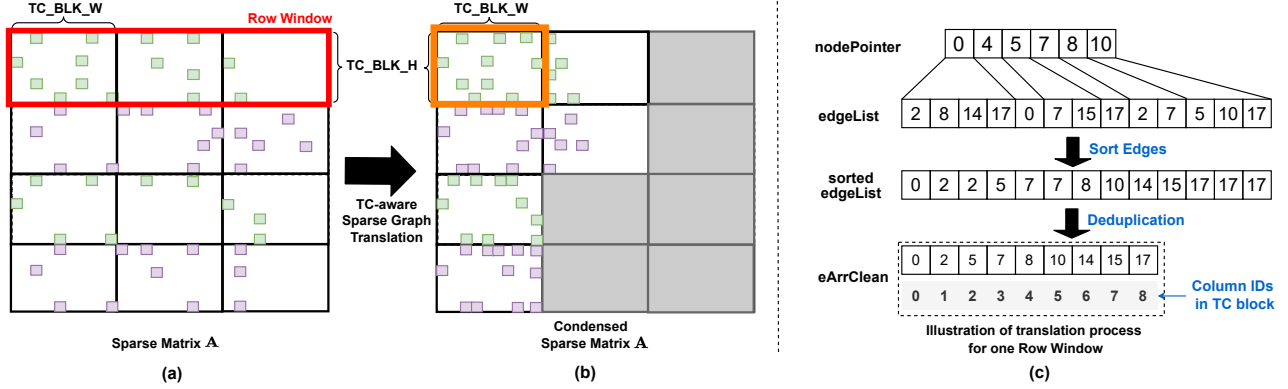 TC_BLK_W
Row Window
TC_BLK_H
TC-aware
Sparse Graph
Translation
Sparse Matrix A
(a)
TC_BLK_W
Condensed
Sparse Matrix A
(b)
nodePointer
0 4 5 7 8 10
edgeList
2 8 14 17 0 7 15 17 2 7 5 10 17
Sort Edges
sorted
edgeList
0 2 2 5 7 7 8 10 14 15 17 17 17
Deduplication
eArrClean
0 2 5 7 8 10 14 15 17
0 1 2 3 4 5 6 7 8
Column IDs
in TC block
Illustration of translation process
for one Row Window
(c)